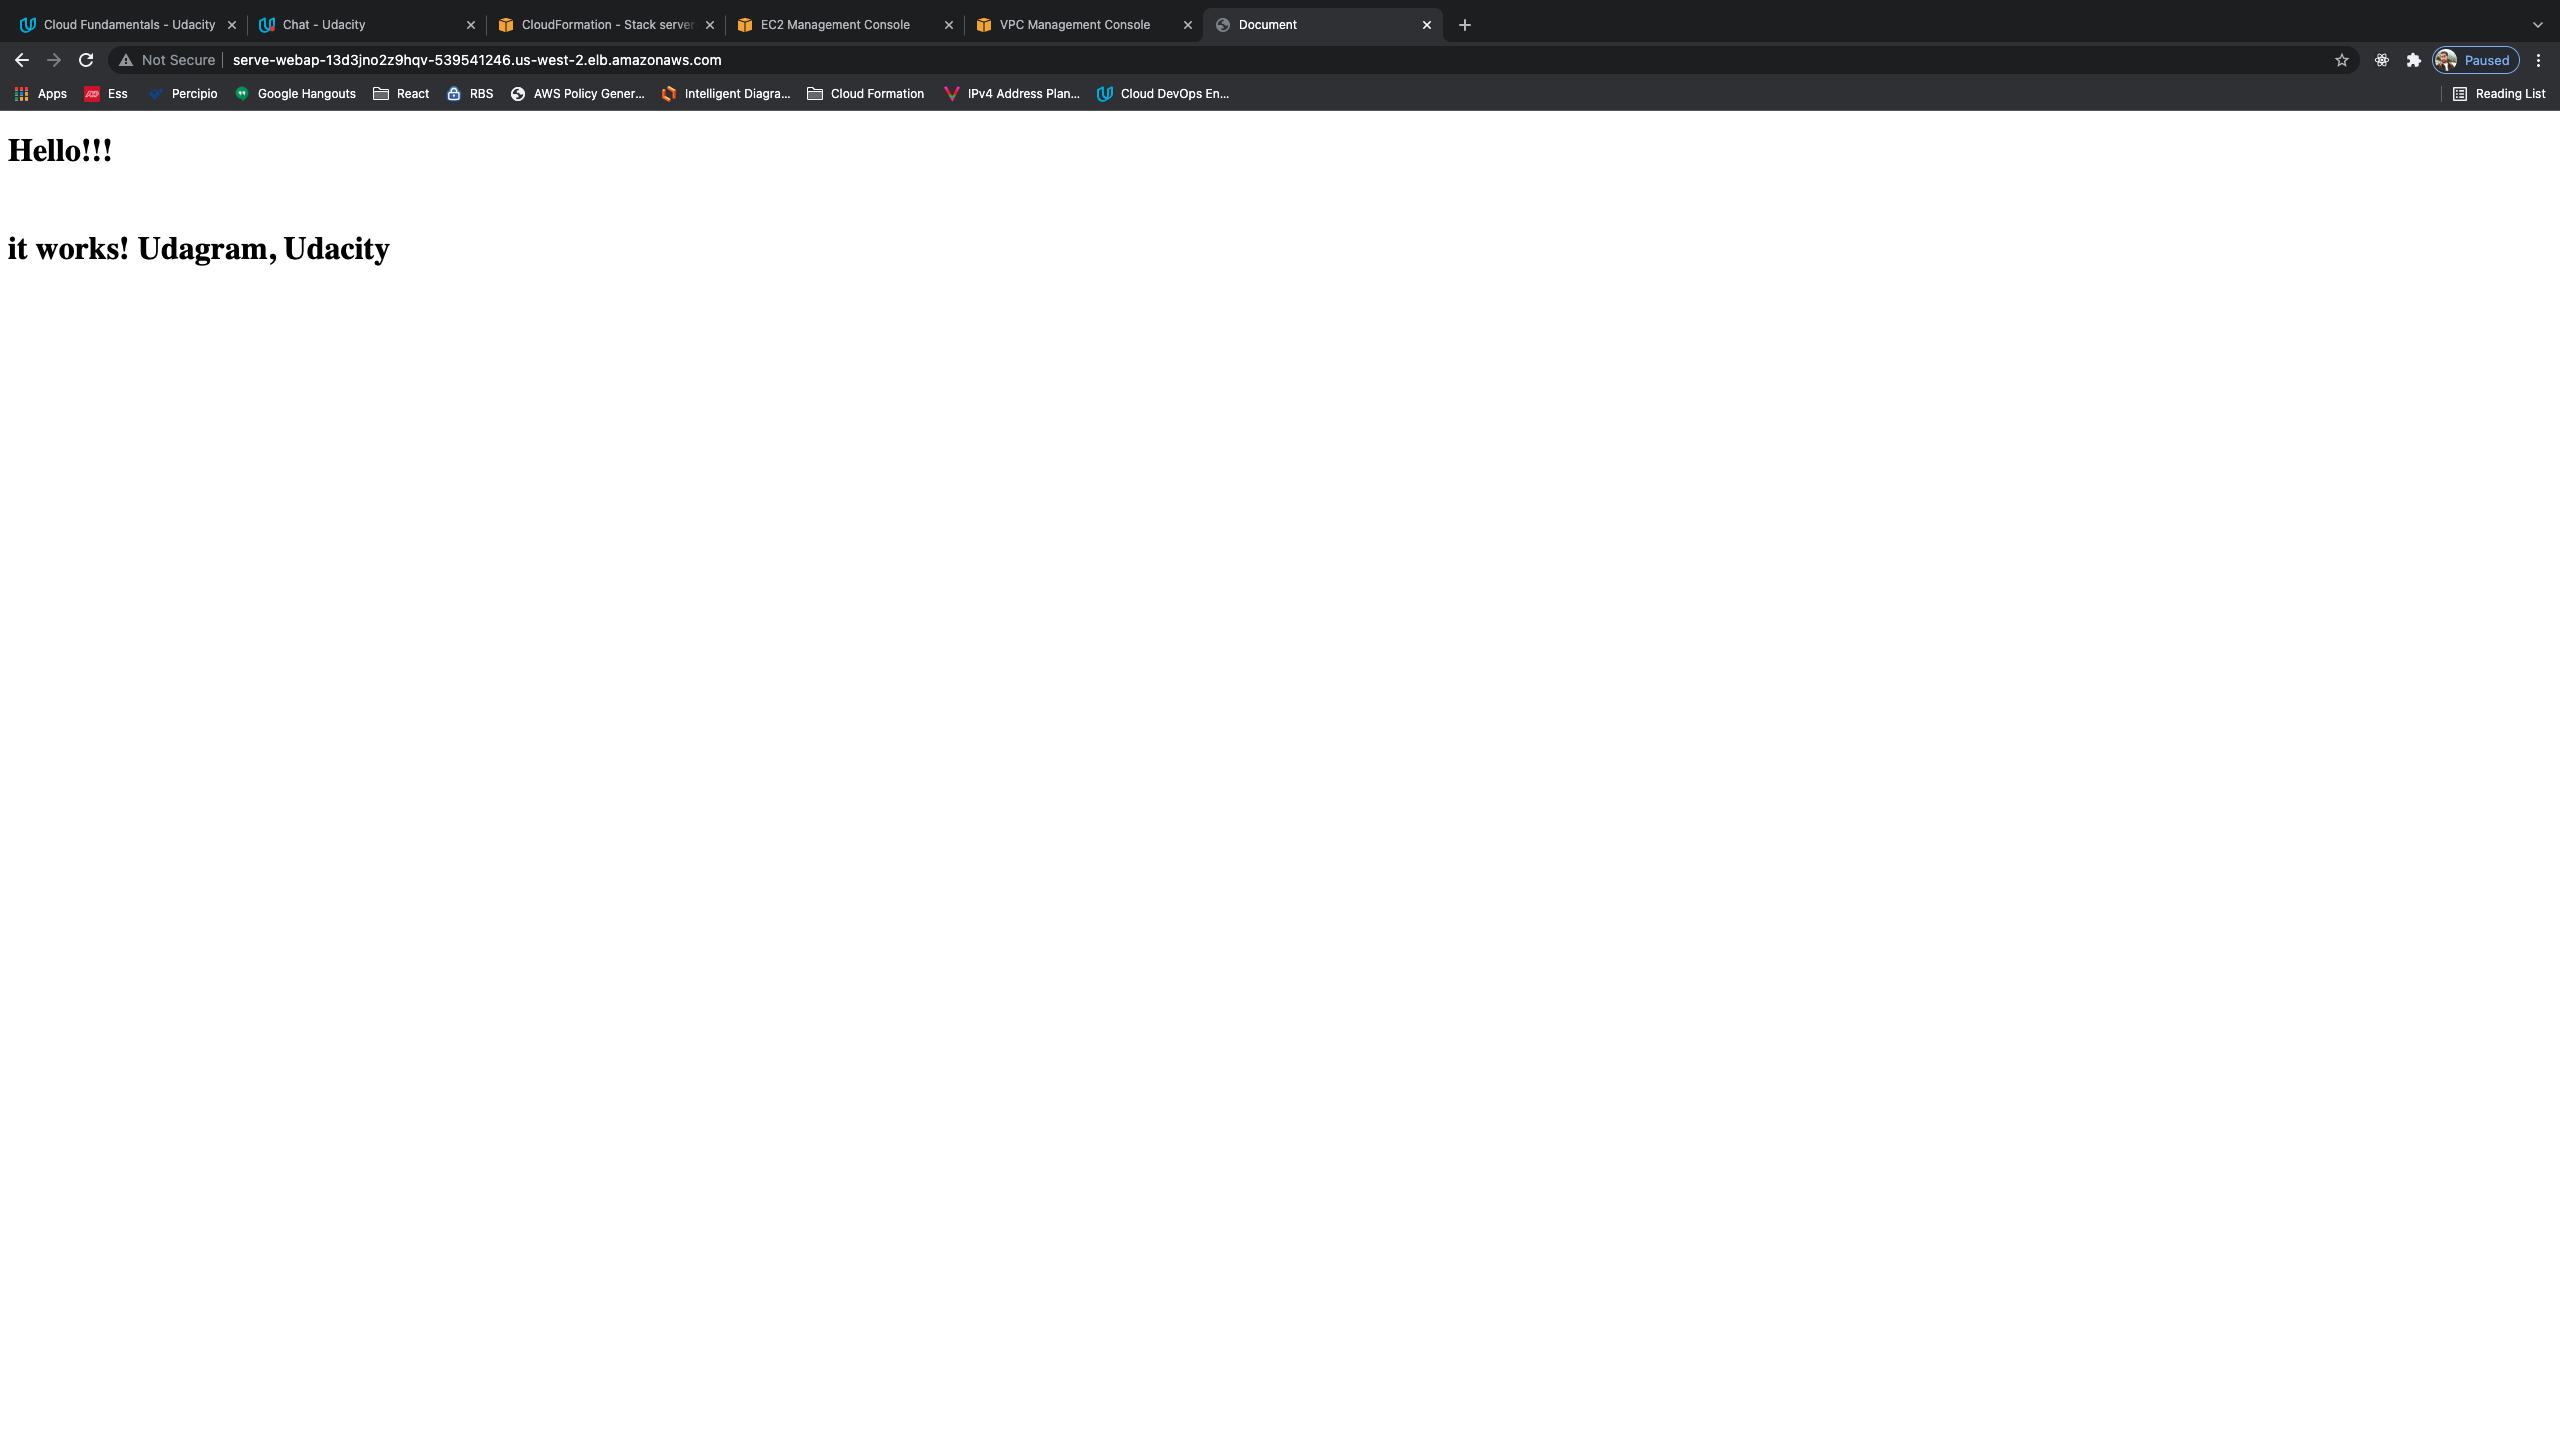 Cloud Fundamentals - Udacity
Chat - Udacity
CloudFormation - Stack server
EC2 Management Console
VPC Management Console
Document
Not Secure
serve-webap-13d3jno2z9hqv-539541246.us-west-2.elb.amazonaws.com
Paused
Apps
Ess
Percipio
Google Hangouts
React
RBS
AWS Policy Gener...
Intelligent Diagra...
Cloud Formation
IPv4 Address Plan...
Cloud DevOps En...
Reading List
Hello!!!
it works! Udagram, Udacity